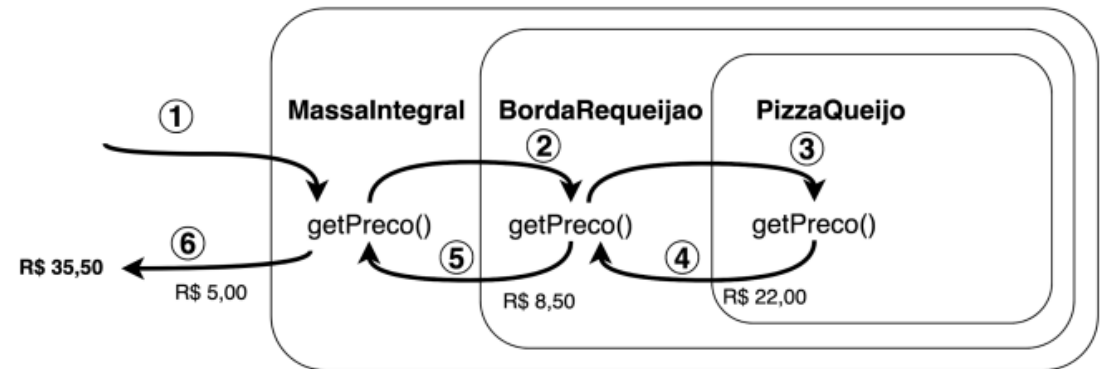 ①
MassaIntegral
BordaRequeijao
PizzaQueijo
②
③
getPreco()
getPreco()
getPreco()
⑥
⑤
④
R$ 35,50
R$ 5,00
R$ 8,50
R$ 22,00